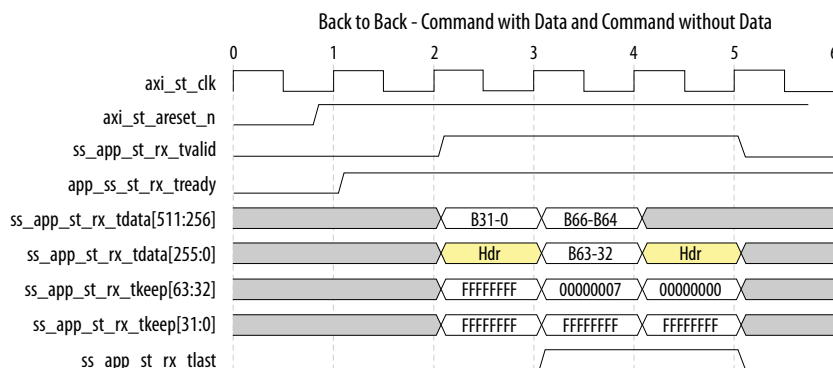 Back to Back - Command with Data and Command without Data
0 1 2 3 4 5 6
axi_st_clk
axi_st_areset_n
ss_app_st_rx_tvalid
app_ss_st_rx_tready
ss_app_st_rx_tdata[511:256] B31-0 B66-B64
ss_app_st_rx_tdata[255:0] Hdr B63-32 Hdr
ss_app_st_rx_tkeep[63:32] FFFFFFFF 00000007 00000000
ss_app_st_rx_tkeep[31:0] FFFFFFFF FFFFFFFF FFFFFFFF
ss_app_st_rx_tlast